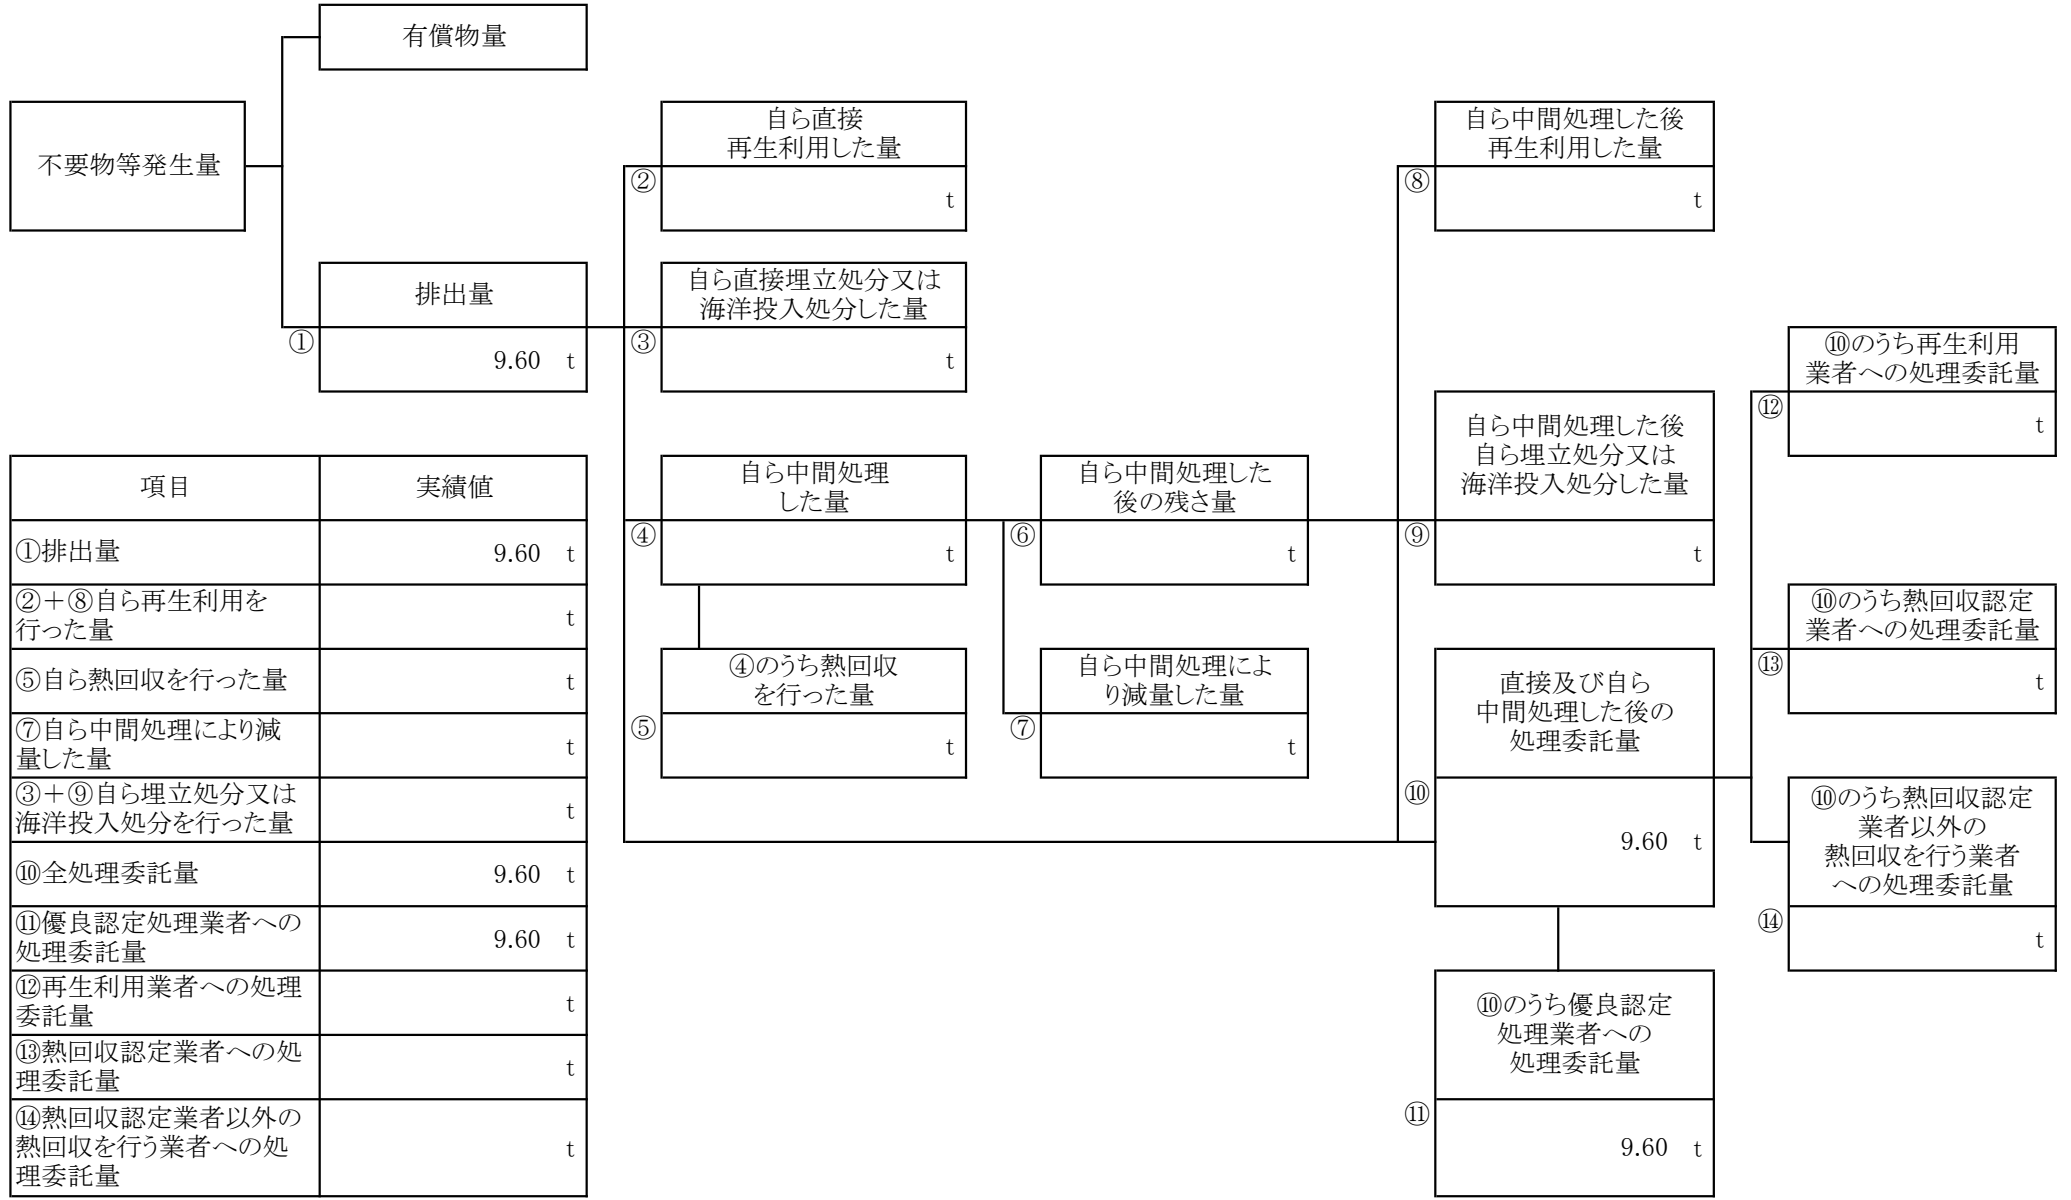 有償物量
不要物等発生量
自ら直接
再生利用した量
②
t
自ら中間処理した後
再生利用した量
⑧
t
排出量
①
9.60 t
自ら直接埋立処分又は
海洋投入処分した量
③
t
⑩のうち再生利用
業者への処理委託量
⑫
t
自ら中間処理した後
自ら埋立処分又は
海洋投入処分した量
⑨
t
自ら中間処理
した量
④
t
自ら中間処理した
後の残さ量
⑥
t
⑩のうち熱回収認定
業者への処理委託量
⑬
t
④のうち熱回収
を行った量
⑤
t
自ら中間処理によ
り減量した量
⑦
t
直接及び自ら
中間処理した後の
処理委託量
⑩
9.60 t
⑩のうち熱回収認定
業者以外の
熱回収を行う業者
への処理委託量
⑭
t
⑩のうち優良認定
処理業者への
処理委託量
⑪
9.60 t
項目 実績値
①排出量 9.60 t
②+⑧自ら再生利用を
行った量 t
⑤自ら熱回収を行った量 t
⑦自ら中間処理により減
量した量 t
③+⑨自ら埋立処分又は
海洋投入処分を行った量 t
⑩全処理委託量 9.60 t
⑪優良認定処理業者への
処理委託量 9.60 t
⑫再生利用業者への処理
委託量 t
⑬熱回収認定業者への処
理委託量 t
⑭熱回収認定業者以外の
熱回収を行う業者への処
理委託量 t